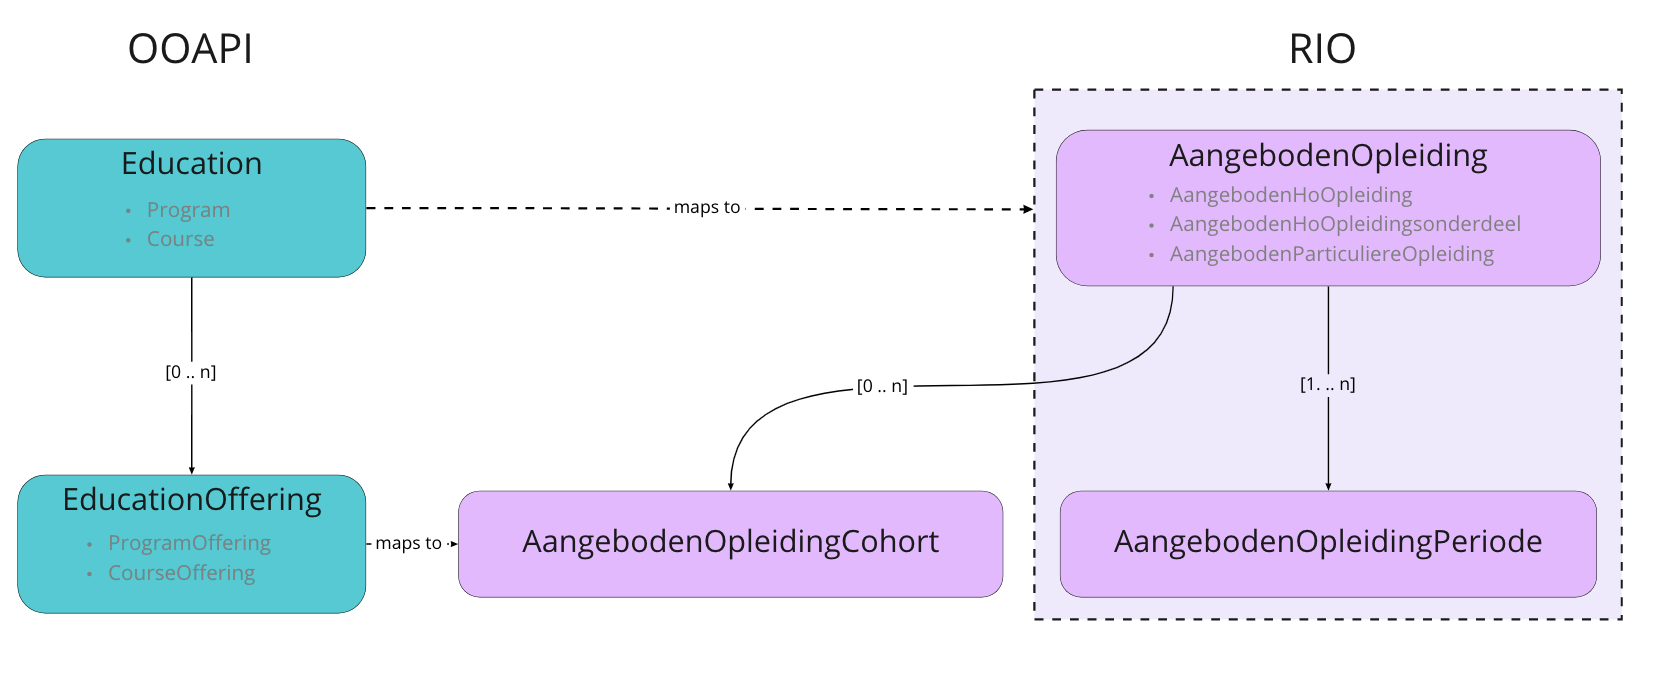 OOAPI
RIO
Education
• Program
• Course
maps to
AangebodenOpleiding
• AangebodenHoOpleiding
• AangebodenHoOpleidingsonderdeel
• AangebodenParticuliereOpleiding
[0 .. n]
[0 .. n]
[1. .. n]
EducationOffering
• ProgramOffering
• CourseOffering
maps to
AangebodenOpleidingCohort
AangebodenOpleidingPeriode